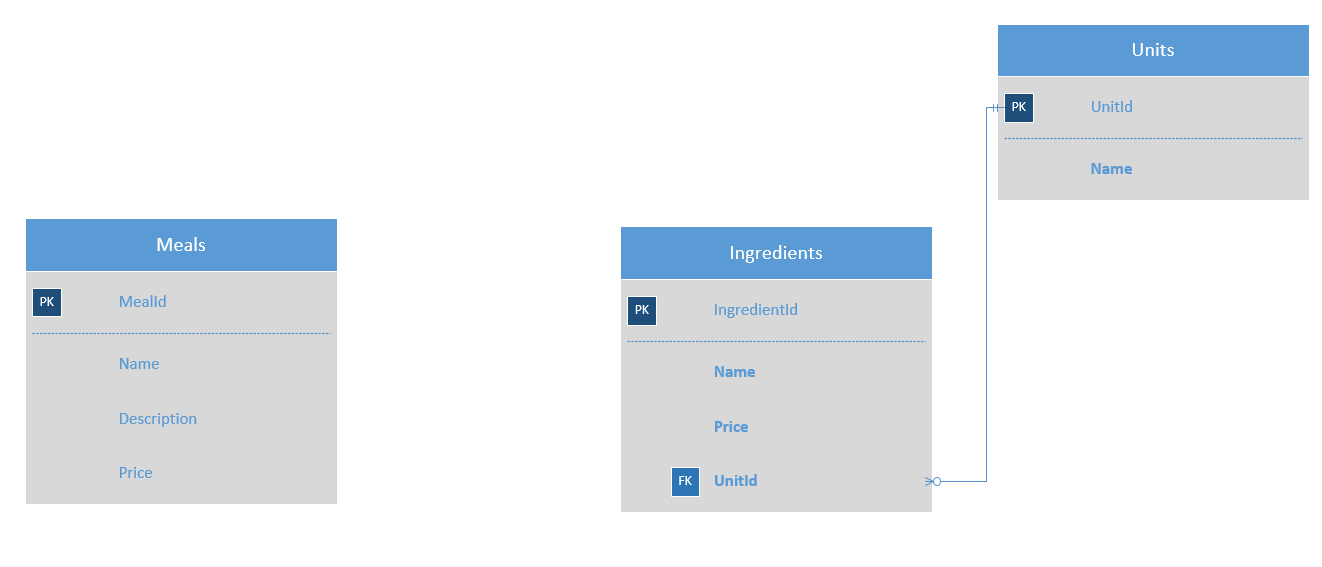 Units
PK UnitId
Name
Meals
PK MealId
Name
Description
Price
Ingredients
PK IngredientId
Name
Price
FK UnitId